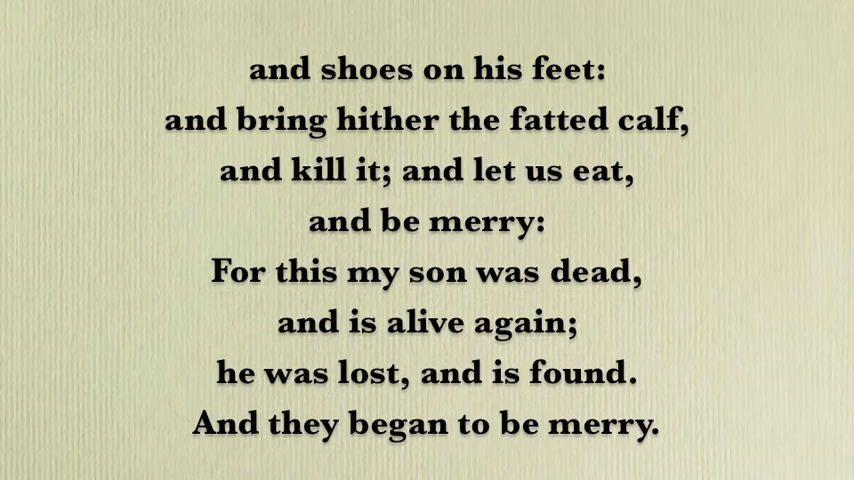 and shoes on his feet:
and bring hither the fatted calf,
and kill it; and let us eat,
and be merry:
For this my son was dead,
and is alive again;
he was lost, and is found.
And they began to be merry.